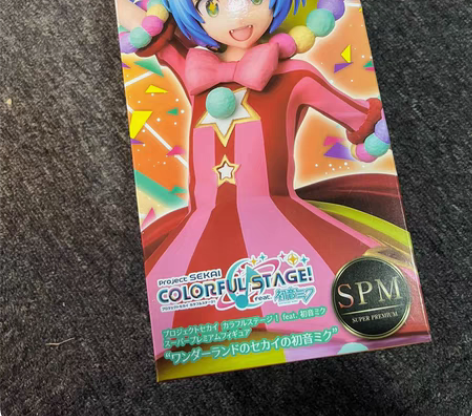 Project SEKAI
COLORFUL STAGE!
feat. 初音ミク
プロジェクトセカイ カラフルステージ! feat. 初音ミク
スーパープレミアムフィギュア
“ワンダーランドのセカイの初音ミク”
SPM
SUPER PREMIUM